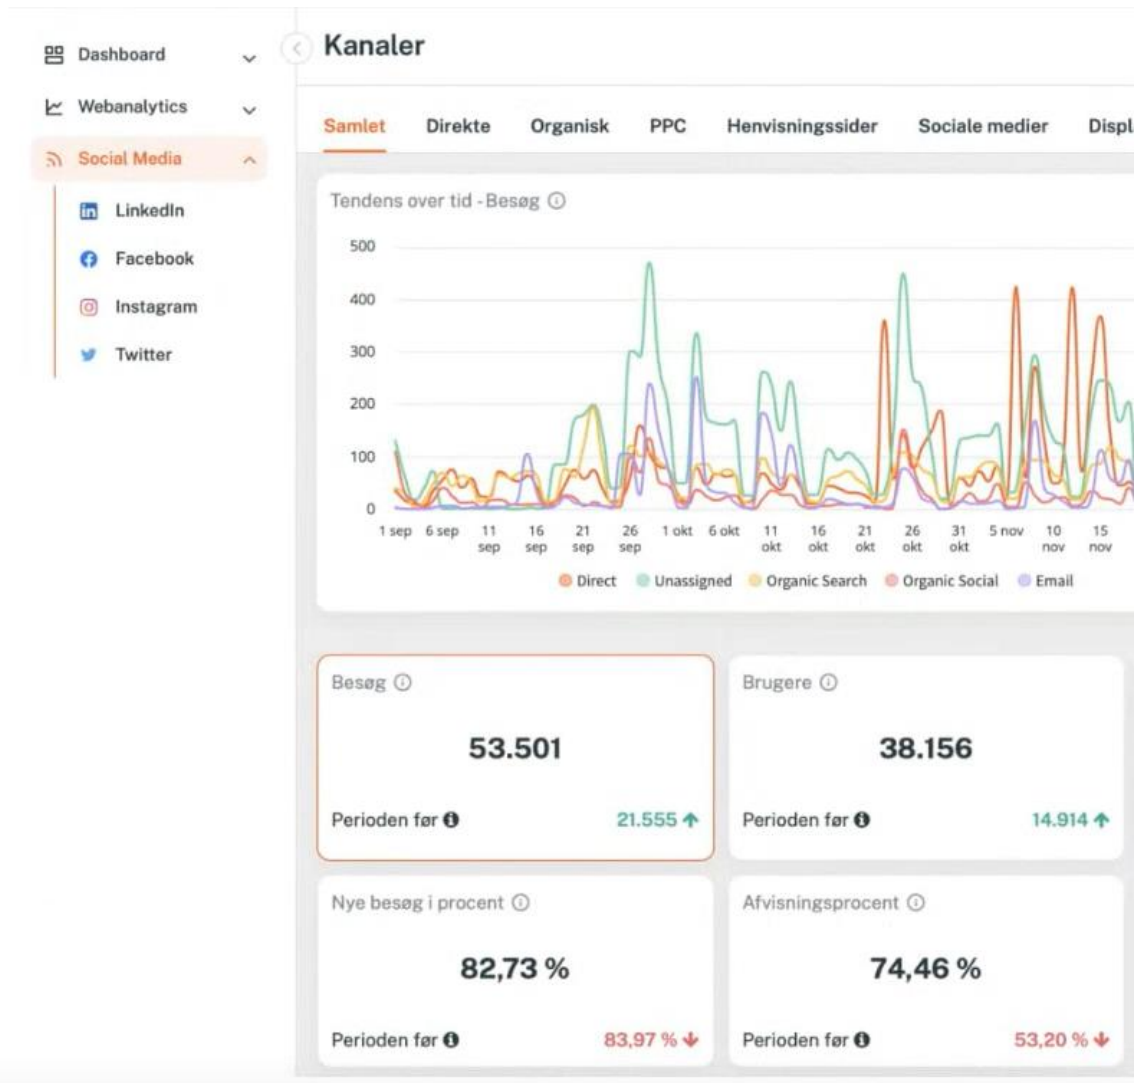 Dashboard
Webanalytics
Social Media
LinkedIn
Facebook
Instagram
Twitter
Kanaler
Samlet Direkte Organisk PPC Henvisningssider Sociale medier Displ
Tendens over tid - Besøg
500
400
300
200
100
0
1 sep 6 sep 11 sep 16 sep 21 sep 26 sep 1 okt 6 okt 11 okt 16 okt 21 okt 26 okt 31 okt 5 nov 10 nov 15 nov
Direct Unassigned Organic Search Organic Social Email
Besøg
53.501
Perioden før 21.555
Brugere
38.156
Perioden før 14.914
Nye besøg i procent
82,73 %
Perioden før 83,97 %
Afvisningsprocent
74,46 %
Perioden før 53,20 %